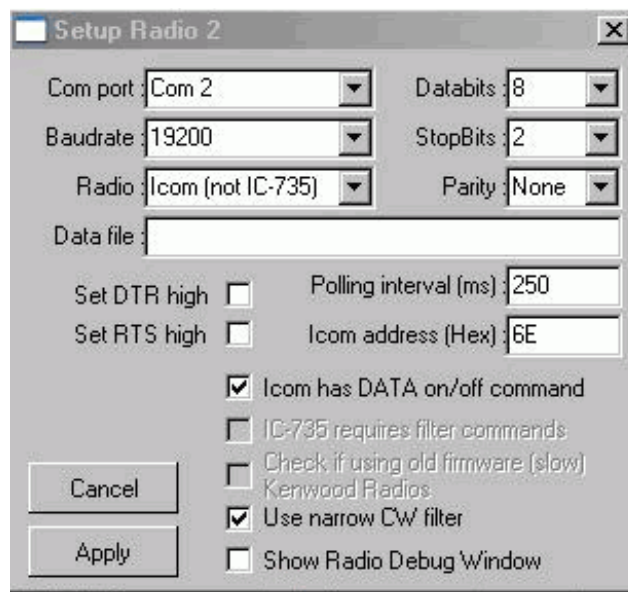 Setup Radio 2
Com port : Com 2 Databits : 8
Baudrate : 19200 StopBits : 2
Radio : Icom (not IC-735) Parity : None
Data file :
Set DTR high Polling interval (ms) : 250
Set RTS high Icom address (Hex) : 6E
Icom has DATA on/off command
IC-735 requires filter commands
Check if using old firmware (slow)
Kenwood Radios
Cancel
Use narrow CW filter
Apply
Show Radio Debug Window